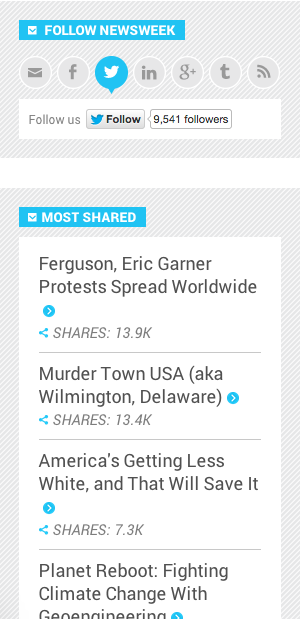 FOLLOW NEWSWEEK
f in g+ t
Follow us Follow 9,541 followers
MOST SHARED
Ferguson, Eric Garner
Protests Spread Worldwide
SHARES: 13.9K
Murder Town USA (aka
Wilmington, Delaware)
SHARES: 13.4K
America's Getting Less
White, and That Will Save It
SHARES: 7.3K
Planet Reboot: Fighting
Climate Change With
Geoengineering